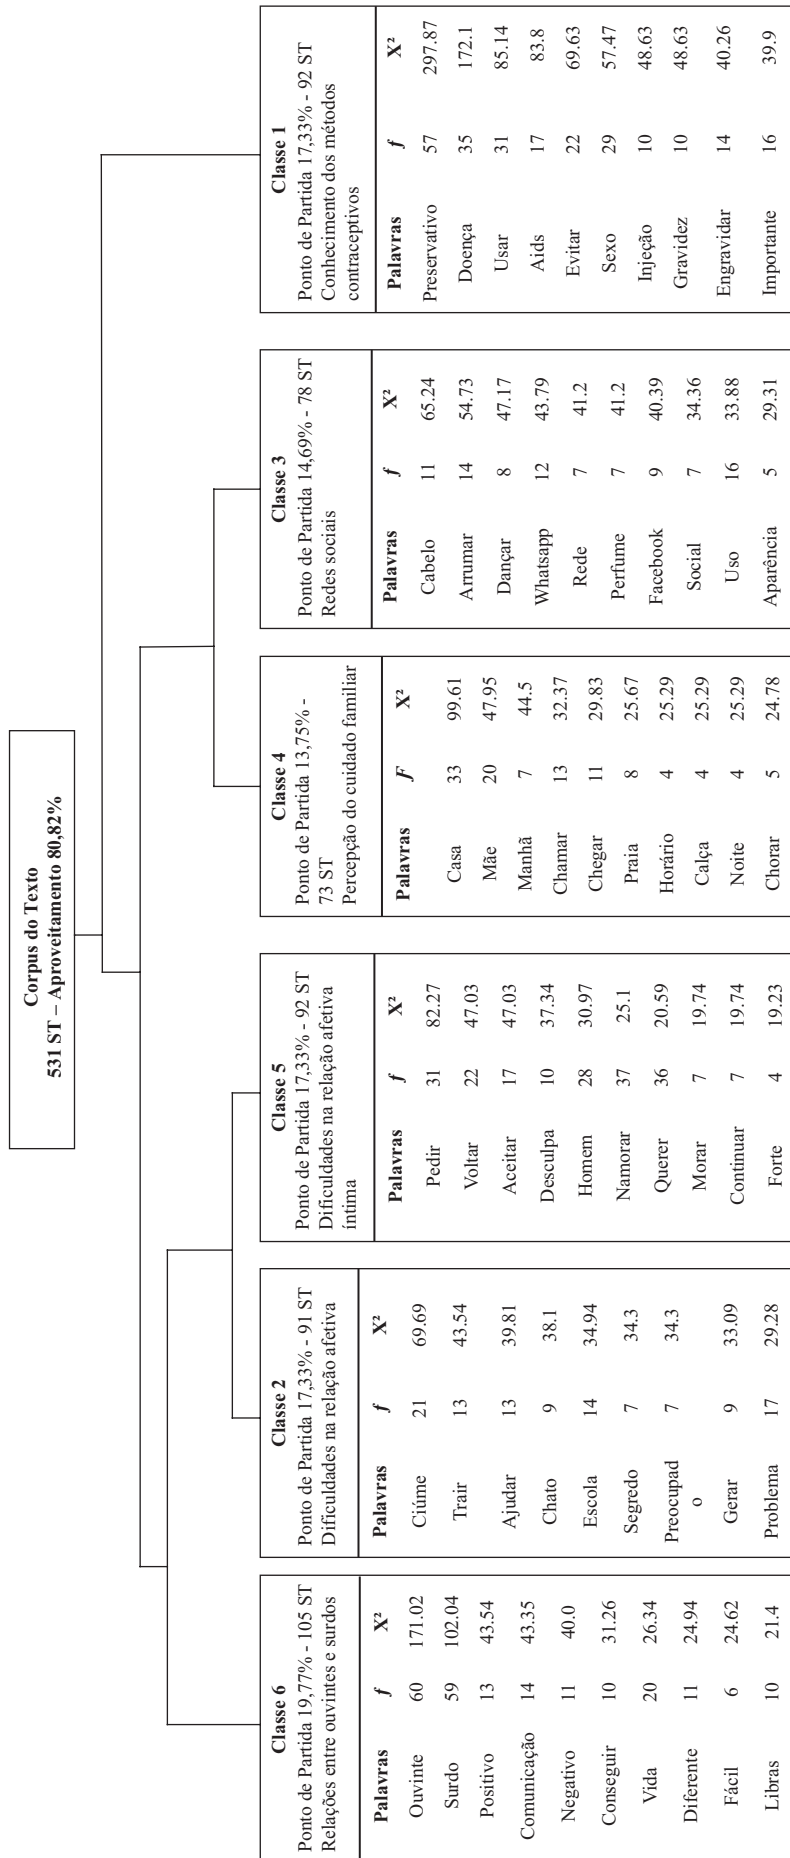 Corpus do Texto
531 ST – Aproveitamento 80,82%
Classe 6
Ponto de Partida 19,77% - 105 ST
Relações entre ouvintes e surdos
Palavras f X²
Ouvinte 60 171.02
Surdo 59 102.04
Positivo 13 43.54
Comunicação 14 43.35
Negativo 11 40.0
Conseguir 10 31.26
Vida 20 26.34
Diferente 11 24.94
Fácil 6 24.62
Libras 10 21.4
Classe 2
Ponto de Partida 17,33% - 91 ST
Dificuldades na relação afetiva
Palavras f X²
Ciúme 21 69.69
Trair 13 43.54
Ajudar 13 39.81
Chato 9 38.1
Escola 14 34.94
Segredo 7 34.3
Preocupad 7 34.3
o
Gerar 9 33.09
Problema 17 29.28
Classe 5
Ponto de Partida 17,33% - 92 ST
Dificuldades na relação afetiva
íntima
Palavras f X²
Pedir 31 82.27
Voltar 22 47.03
Aceitar 17 47.03
Desculpa 10 37.34
Homem 28 30.97
Namorar 37 25.1
Querer 36 20.59
Morar 7 19.74
Continuar 7 19.74
Forte 4 19.23
Classe 4
Ponto de Partida 13,75% -
73 ST
Percepção do cuidado familiar
Palavras F X²
Casa 33 99.61
Mãe 20 47.95
Manhã 7 44.5
Chamar 13 32.37
Chegar 11 29.83
Praia 8 25.67
Horário 4 25.29
Calça 4 25.29
Noite 4 25.29
Chorar 5 24.78
Classe 3
Ponto de Partida 14,69% - 78 ST
Redes sociais
Palavras f X²
Cabelo 11 65.24
Arrumar 14 54.73
Dançar 8 47.17
Whatsapp 12 43.79
Rede 7 41.2
Perfume 7 41.2
Facebook 9 40.39
Social 7 34.36
Uso 16 33.88
Aparência 5 29.31
Classe 1
Ponto de Partida 17,33% - 92 ST
Conhecimento dos métodos
contraceptivos
Palavras f X²
Preservativo 57 297.87
Doença 35 172.1
Usar 31 85.14
Aids 17 83.8
Evitar 22 69.63
Sexo 29 57.47
Injeção 10 48.63
Gravidez 10 48.63
Engravidar 14 40.26
Importante 16 39.9